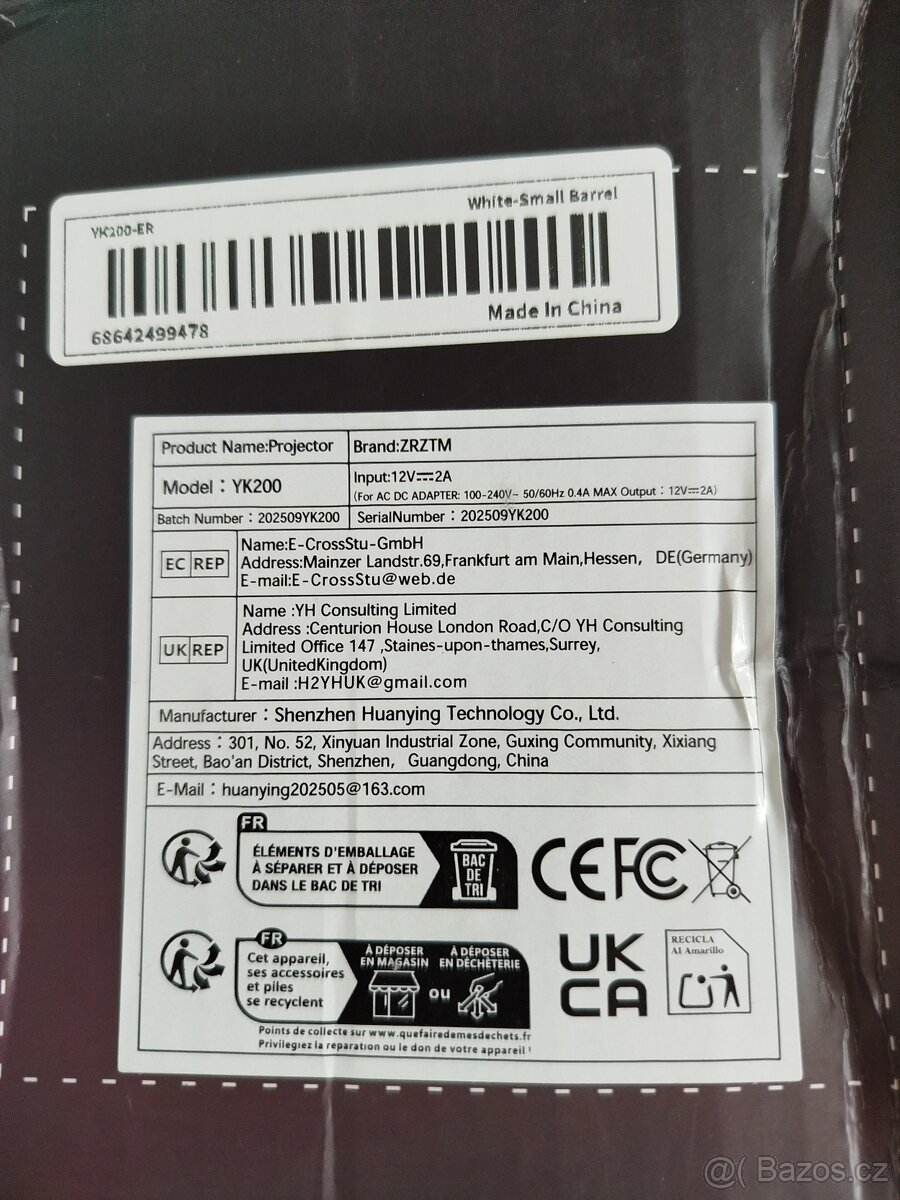 YK200-ER
White-Small Barrel
68642499478
Made In China
Product Name:Projector
Brand:ZRZTM
Model：YK200
Input:12V⎓2A
(For AC DC ADAPTER: 100-240V~ 50/60Hz 0.4A MAX Output：12V⎓2A)
Batch Number：202509YK200
SerialNumber：202509YK200
EC REP
Name:E-CrossStu-GmbH
Address:Mainzer Landstr.69,Frankfurt am Main,Hessen, DE(Germany)
E-mail:E-CrossStu@web.de
UK REP
Name :YH Consulting Limited
Address :Centurion House London Road,C/O YH Consulting
Limited Office 147 ,Staines-upon-thames,Surrey,
UK(UnitedKingdom)
E-mail :H2YHUK@gmail.com
Manufacturer：Shenzhen Huanying Technology Co., Ltd.
Address：301, No. 52, Xinyuan Industrial Zone, Guxing Community, Xixiang
Street, Bao'an District, Shenzhen, Guangdong, China
E-Mail：huanying202505@163.com
FR
ÉLÉMENTS D'EMBALLAGE
À SÉPARER ET À DÉPOSER
DANS LE BAC DE TRI
BAC
DE
TRI
CE FC
FR
Cet appareil,
ses accessoires
et piles
se recyclent
À DÉPOSER
EN MAGASIN
OU
À DÉPOSER
EN DÉCHÈTERIE
Points de collecte sur www.quefairedemesdechets.fr
Privilegiez la reparation ou le don de votre appareil !
UK
CA
RECICLA
Al Amarillo
@( Bazos.cz